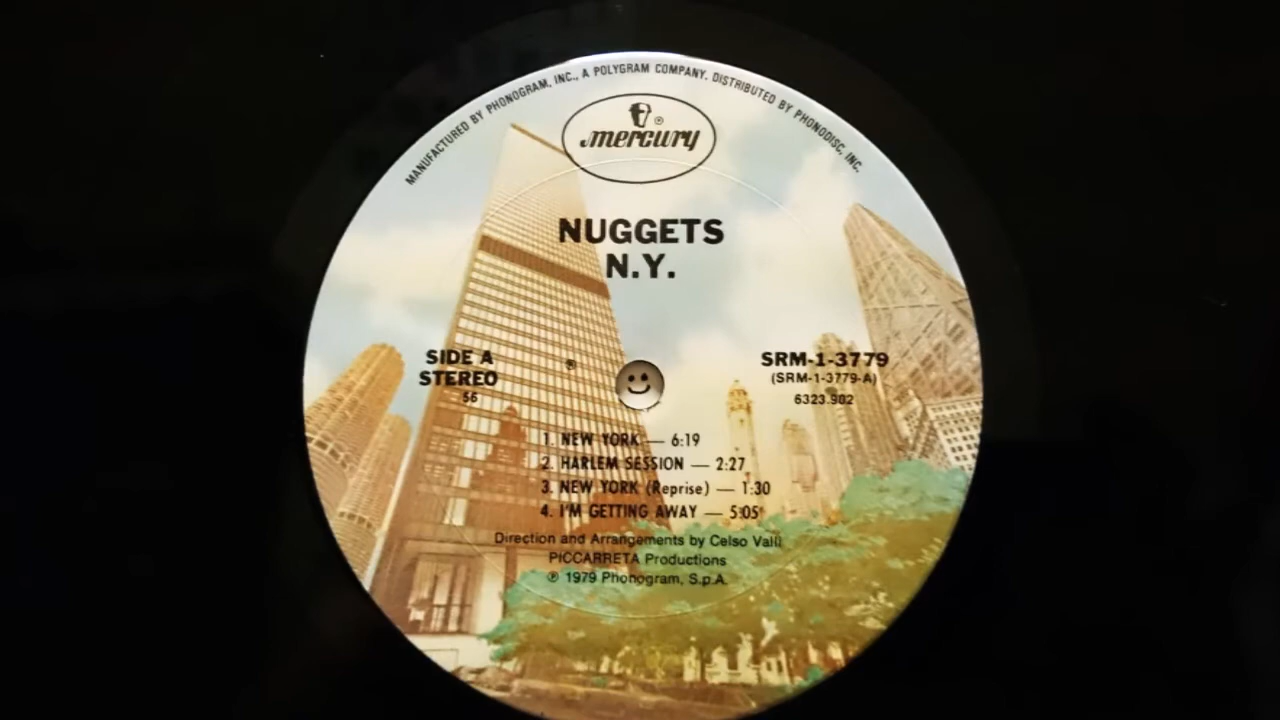 MANUFACTURED BY PHONOGRAM, INC., A POLYGRAM COMPANY. DISTRIBUTED BY PHONODISC, INC.
®
mercury
NUGGETS
N.Y.
SIDE A
STEREO
56
®
SRM-1-3779
(SRM-1-3779-A)
6323.902
1. NEW YORK — 6:19
2. HARLEM SESSION — 2:27
3. NEW YORK (Reprise) — 1:30
4. I'M GETTING AWAY — 5:05
Direction and Arrangements by Celso Valli
PICCARRETA Productions
℗ 1979 Phonogram, S.p.A.